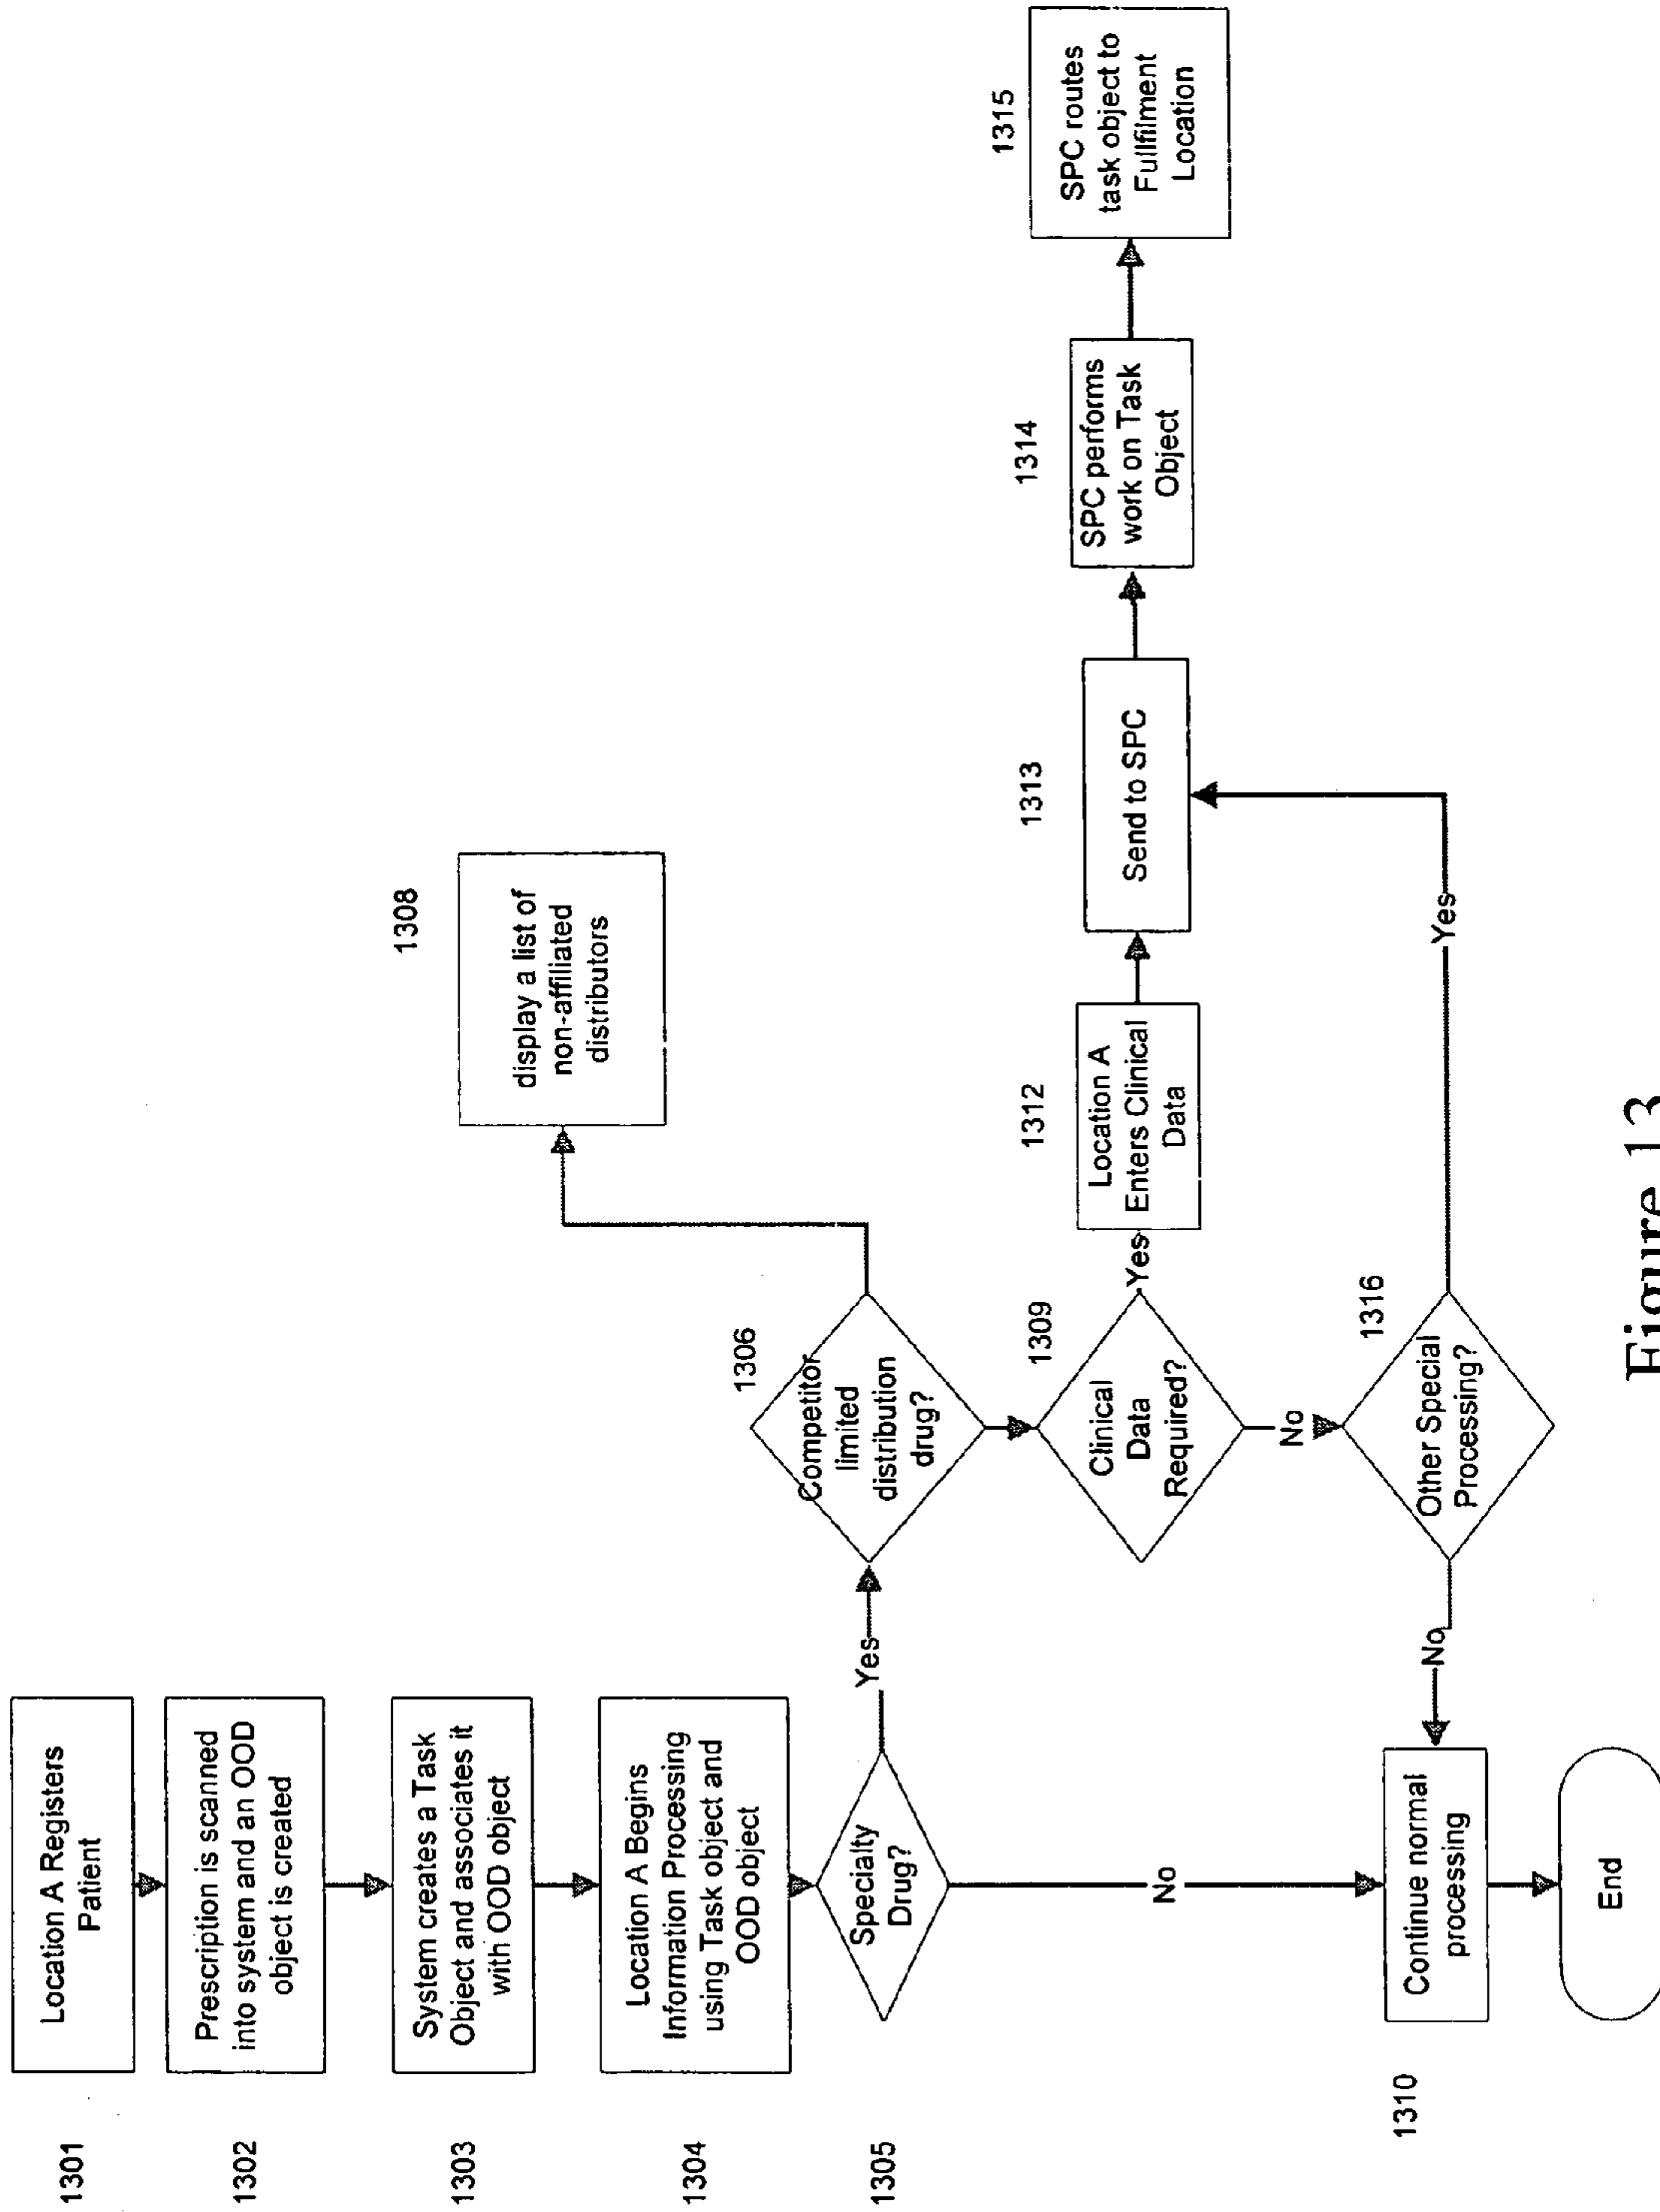 1301
Location A Registers
Patient
1302
Prescription is scanned
into system and an OOD
object is created
1303
System creates a Task
Object and associates it
with OOD object
1304
Location A Begins
Information Processing
using Task object and
OOD object
1305
Specialty
Drug?
Yes
No
1306
Competitor
limited
distribution
drug?
1308
display a list of
non-affiliated
distributors
1309
Clinical
Data
Required?
Yes
No
1312
Location A
Enters Clinical
Data
1313
Send to SPC
1314
SPC performs
work on Task
Object
1315
SPC routes
task object to
Fullfilment
Location
1316
Other Special
Processing?
Yes
No
1310
Continue normal
processing
End
Figure 13